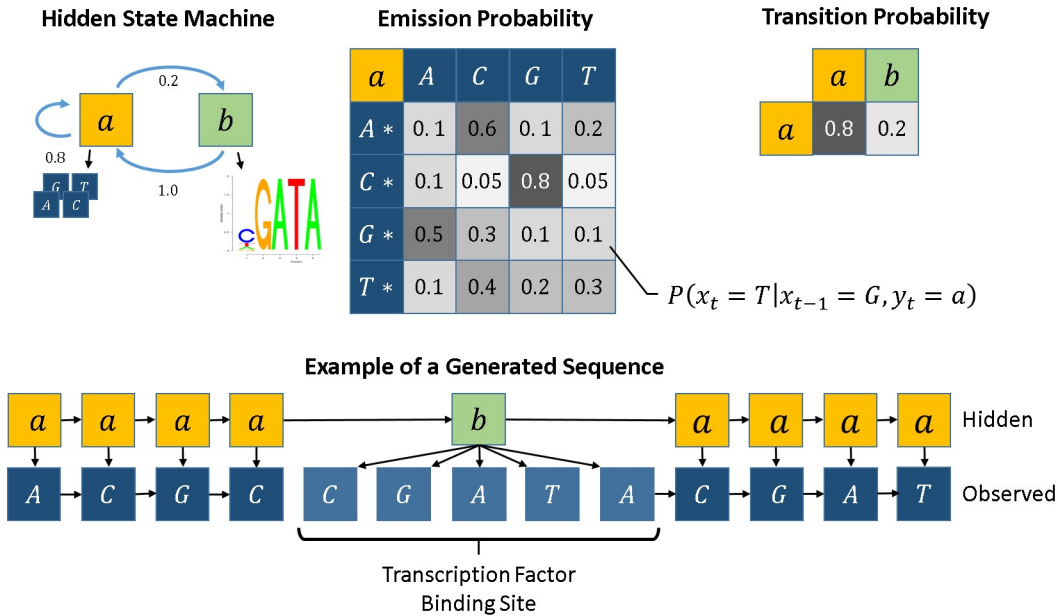 Hidden State Machine
0.2
a
b
0.8
1.0
G T
A C
C
GATA
Emission Probability
a A C G T
A * 0.1 0.6 0.1 0.2
C * 0.1 0.05 0.8 0.05
G * 0.5 0.3 0.1 0.1
T * 0.1 0.4 0.2 0.3
P(x_t = T|x_{t-1} = G, y_t = a)
Transition Probability
a b
a 0.8 0.2
Example of a Generated Sequence
a a a a b a a a a Hidden
A C G C C G A T A C G A T Observed
Transcription Factor
Binding Site